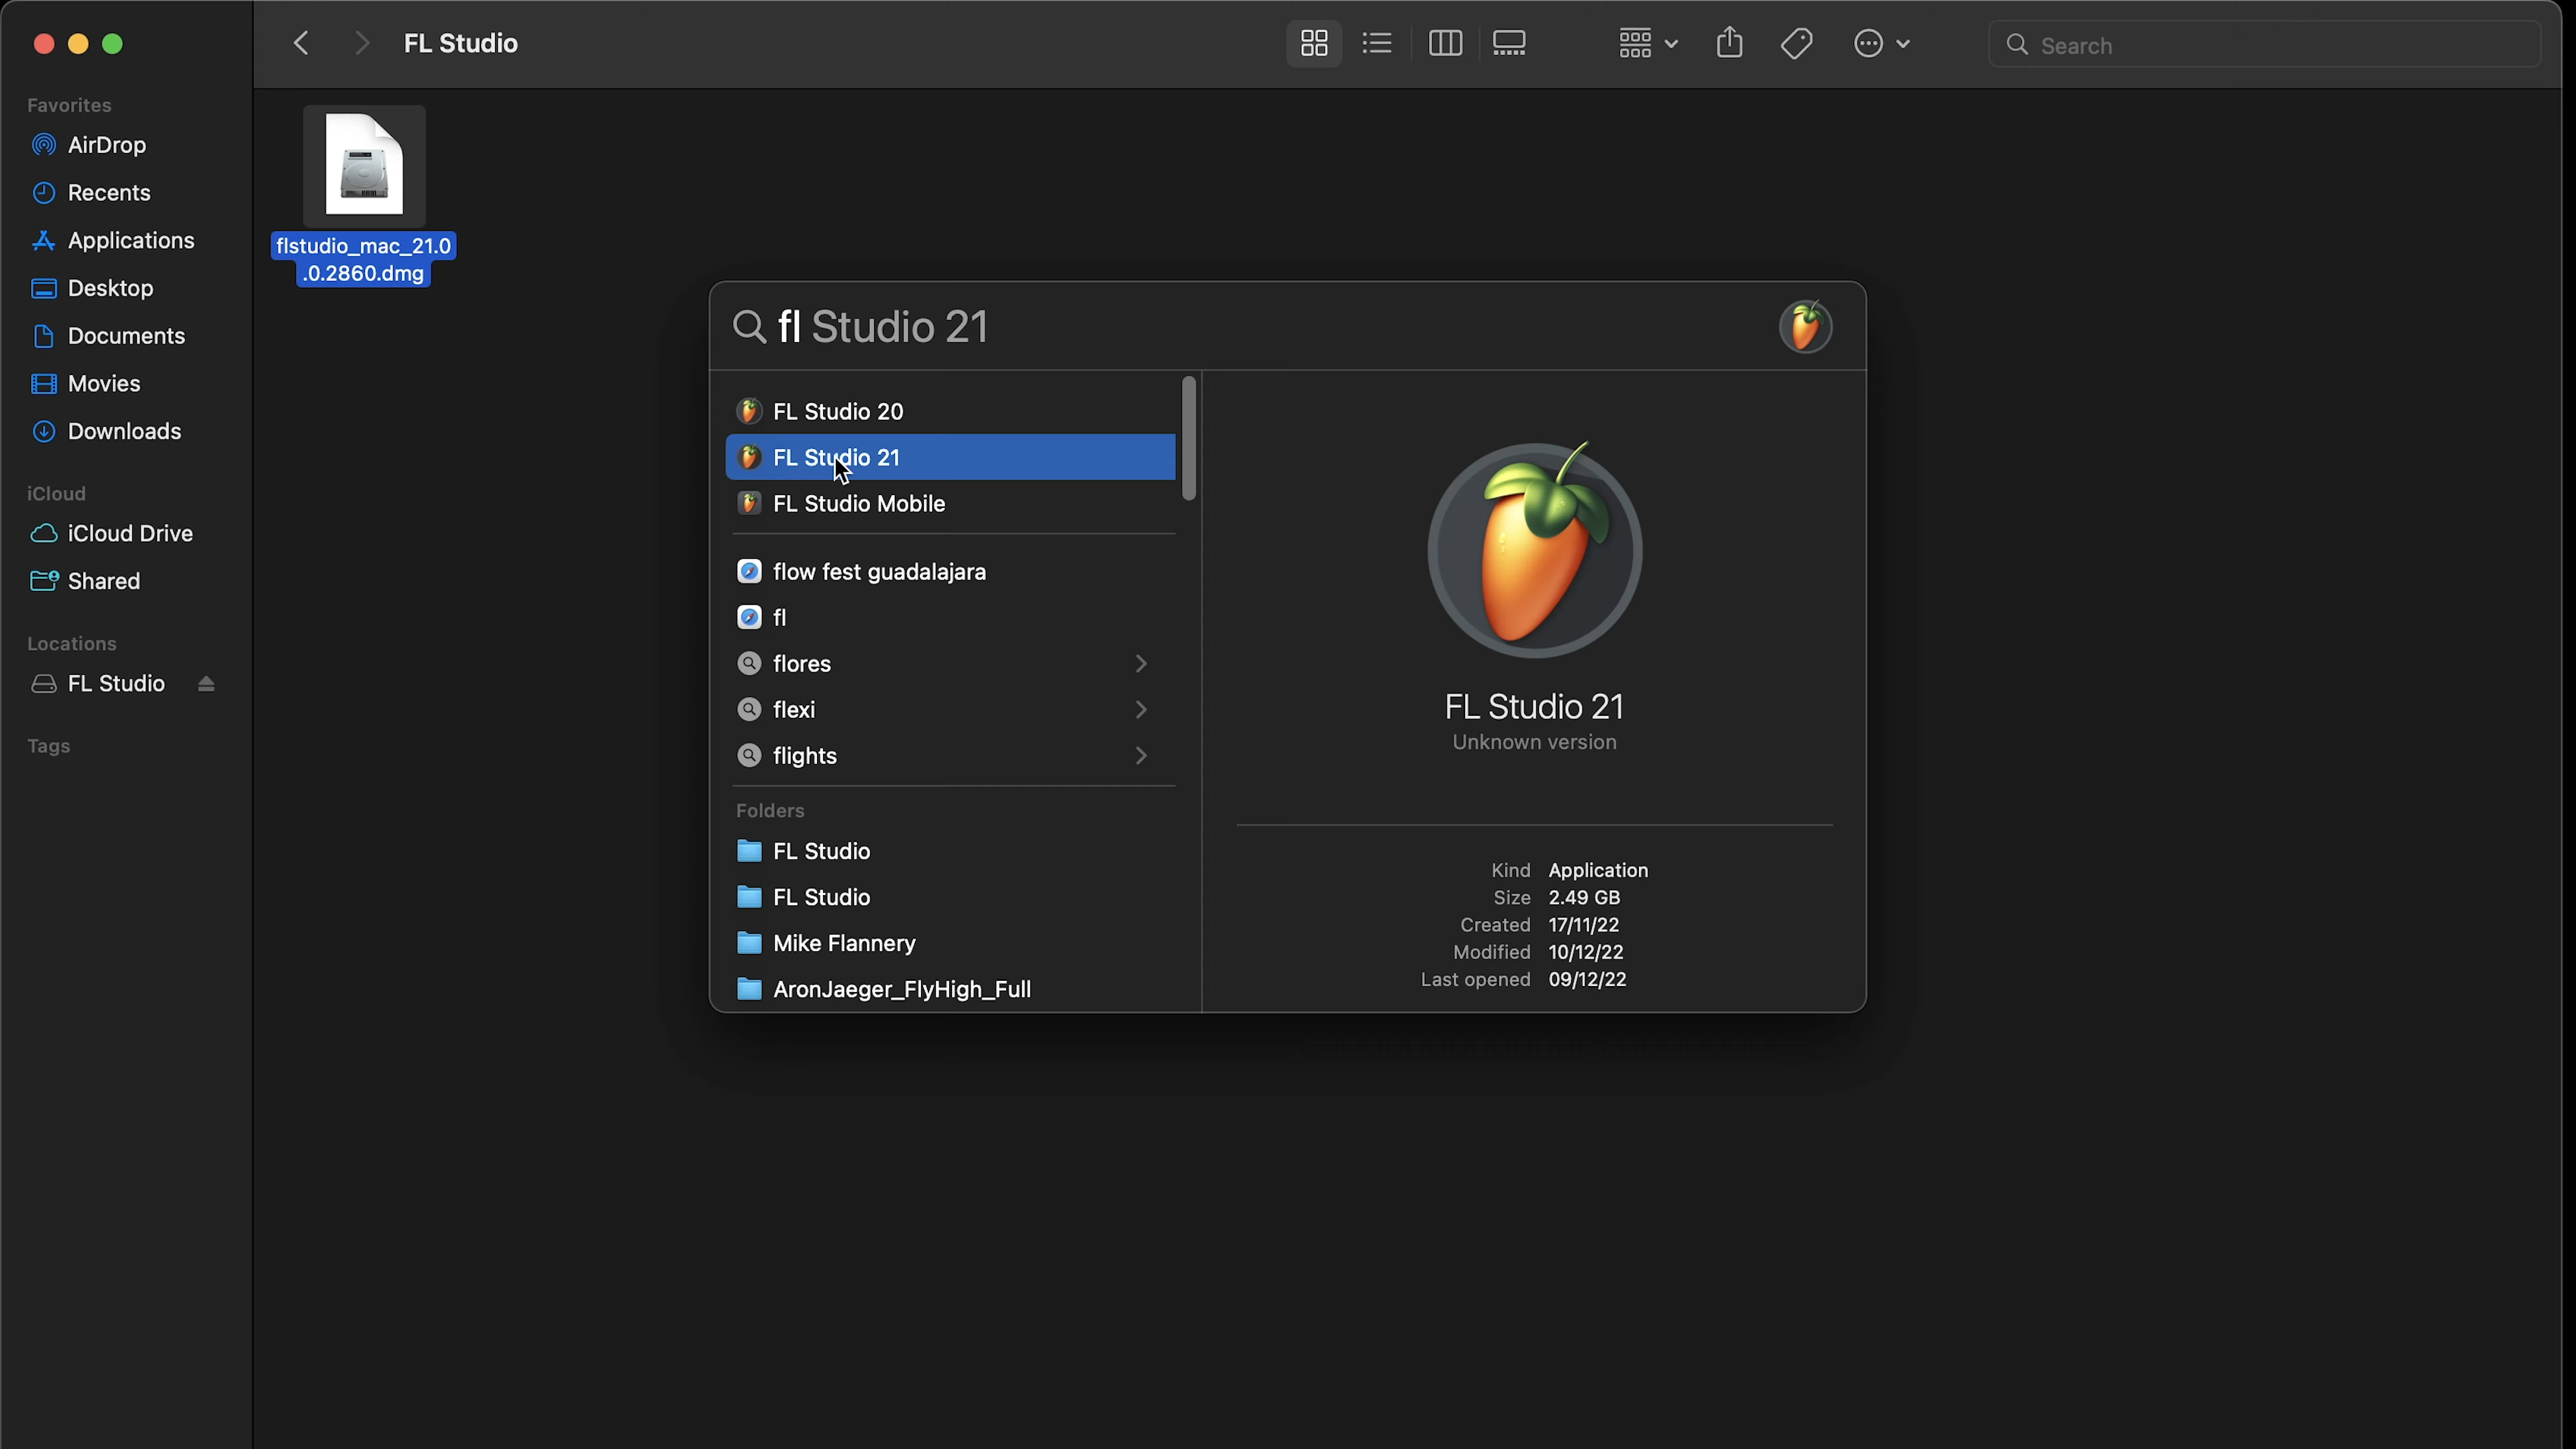 FL Studio
Search
Favorites
AirDrop
Recents
Applications
Desktop
Documents
Movies
Downloads
iCloud
iCloud Drive
Shared
Locations
FL Studio
Tags
flstudio_mac_21.0
.0.2860.dmg
fl Studio 21
FL Studio 20
FL Studio 21
FL Studio Mobile
flow fest guadalajara
fl
flores
flexi
flights
Folders
FL Studio
FL Studio
Mike Flannery
AronJaeger_FlyHigh_Full
FL Studio 21
Unknown version
Kind Application
Size 2.49 GB
Created 17/11/22
Modified 10/12/22
Last opened 09/12/22